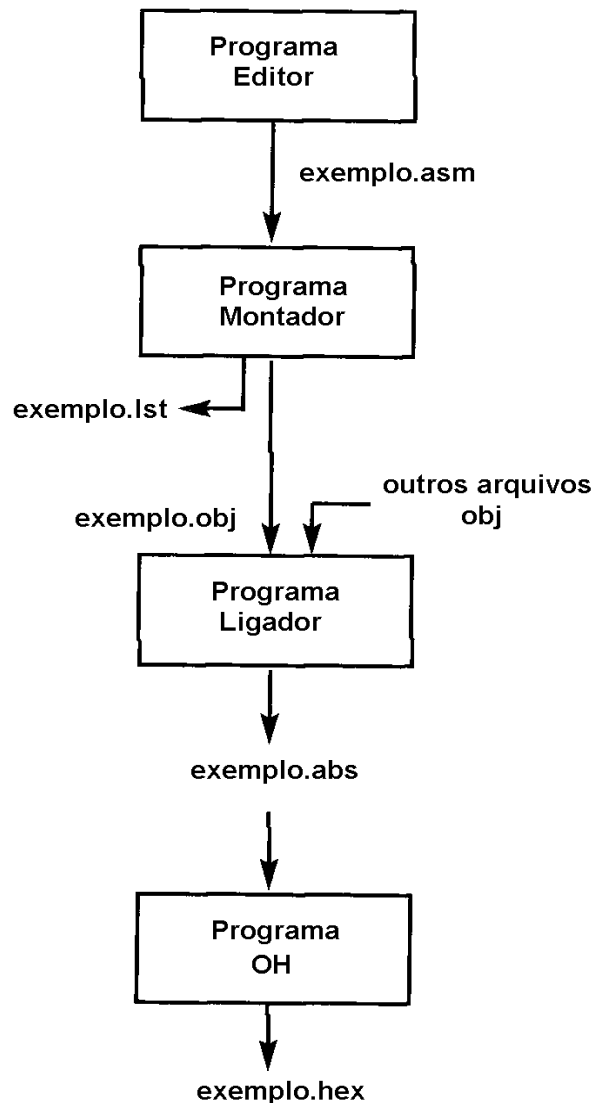 Programa
Editor
exemplo.asm
Programa
Montador
exemplo.lst
exemplo.obj
outros arquivos
obj
Programa
Ligador
exemplo.abs
Programa
OH
exemplo.hex